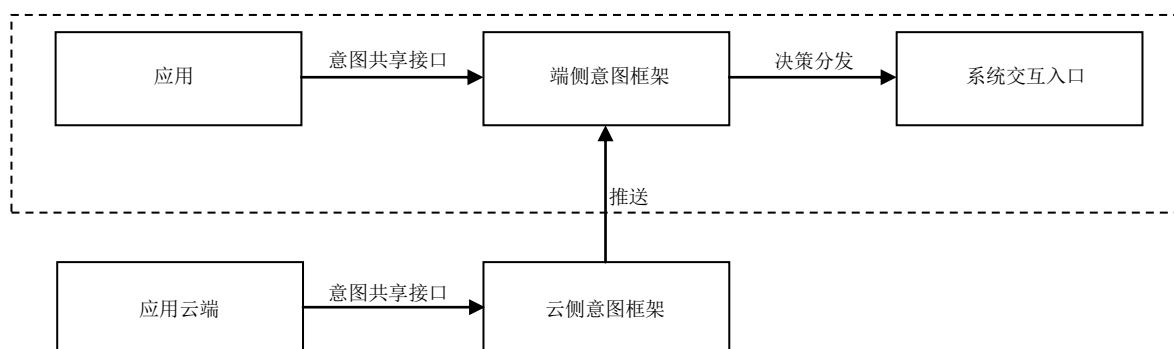 应用
意图共享接口
端侧意图框架
决策分发
系统交互入口
推送
应用云端
意图共享接口
云侧意图框架